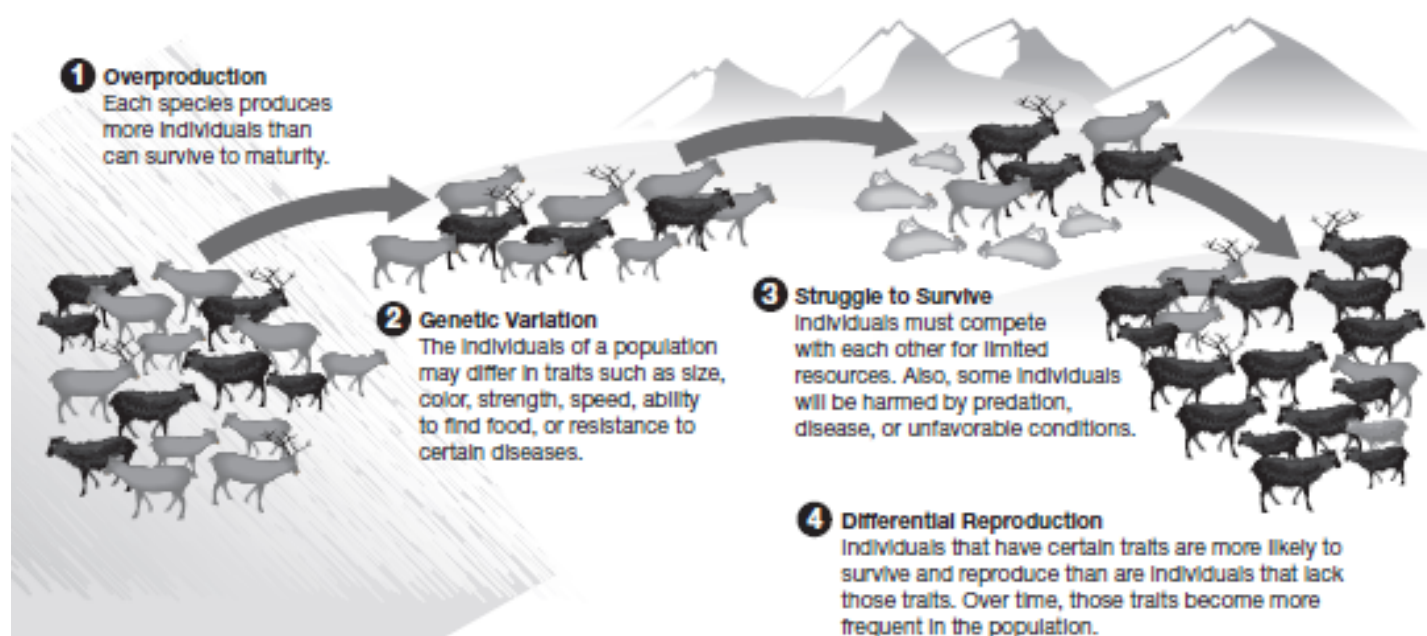 1 Overproduction
Each species produces
more individuals than
can survive to maturity.
2 Genetic Variation
The individuals of a population
may differ in traits such as size,
color, strength, speed, ability
to find food, or resistance to
certain diseases.
3 Struggle to Survive
Individuals must compete
with each other for limited
resources. Also, some individuals
will be harmed by predation,
disease, or unfavorable conditions.
4 Differential Reproduction
Individuals that have certain traits are more likely to
survive and reproduce than are individuals that lack
those traits. Over time, those traits become more
frequent in the population.